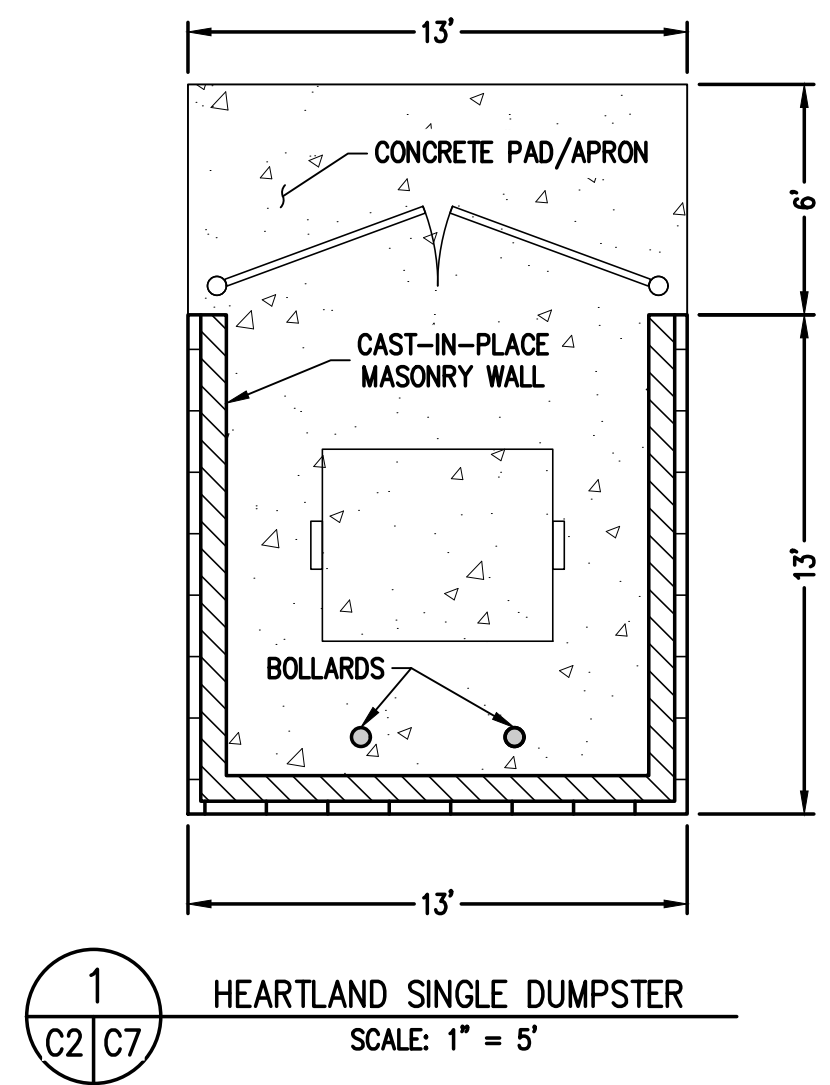 13'
CONCRETE PAD/APRON
6'
CAST-IN-PLACE
MASONRY WALL
13'
BOLLARDS
13'
1
HEARTLAND SINGLE DUMPSTER
C2 C7
SCALE: 1" = 5'